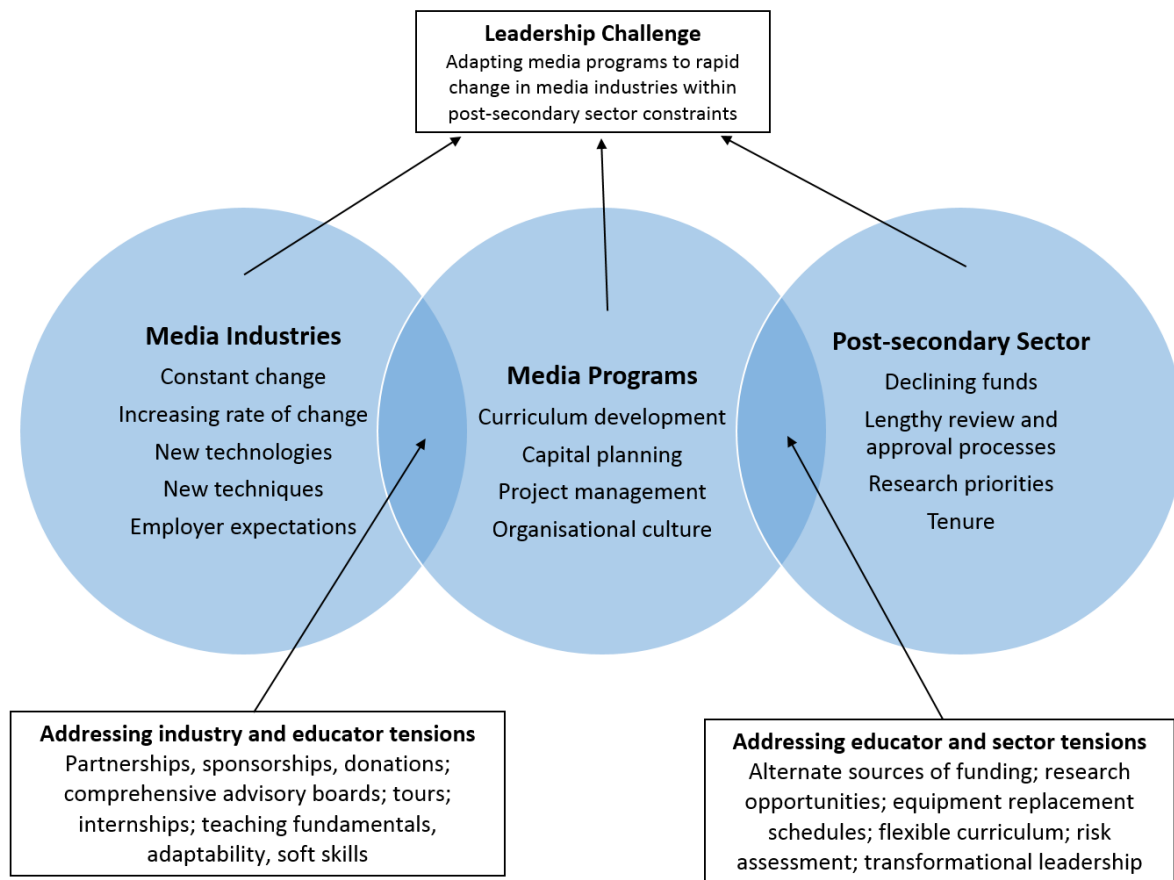 Leadership Challenge
Adapting media programs to rapid
change in media industries within
post-secondary sector constraints
Media Industries
Constant change
Increasing rate of change
New technologies
New techniques
Employer expectations
Media Programs
Curriculum development
Capital planning
Project management
Organisational culture
Post-secondary Sector
Declining funds
Lengthy review and
approval processes
Research priorities
Tenure
Addressing industry and educator tensions
Partnerships, sponsorships, donations;
comprehensive advisory boards; tours;
internships; teaching fundamentals,
adaptability, soft skills
Addressing educator and sector tensions
Alternate sources of funding; research
opportunities; equipment replacement
schedules; flexible curriculum; risk
assessment; transformational leadership